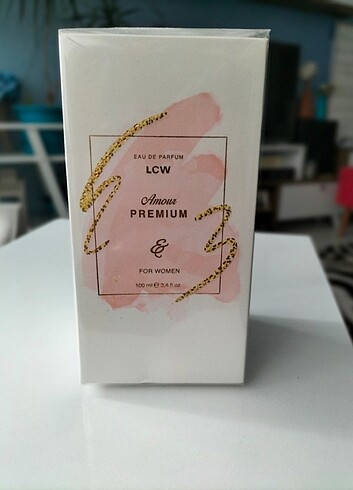 EAU DE PARFUM
LCW
Amour
PREMIUM
&
FOR WOMEN
100 ml ℮ 3,4 fl oz